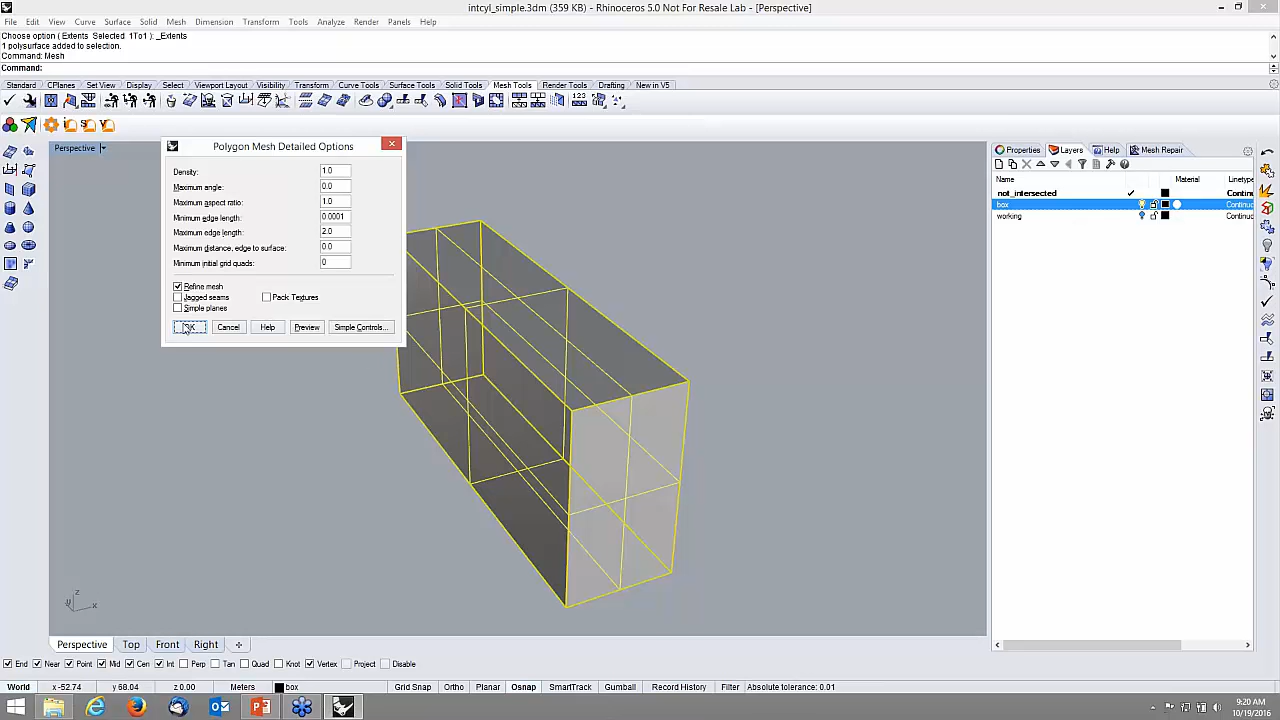 intcyl_simple.3dm (359 KB) - Rhinoceros 5.0 Not For Resale Lab - [Perspective]
File Edit View Curve Surface Solid Mesh Dimension Transform Tools Analyze Render Panels Help
Choose option ( Extents Selected 1To1 ): _Extents
1 polysurface added to selection.
Command: Mesh
Command:
Standard CPlanes Set View Display Select Viewport Layout Visibility Transform Curve Tools Surface Tools Solid Tools Mesh Tools Render Tools Drafting New in V5
Perspective
Polygon Mesh Detailed Options
Density: 1.0
Maximum angle: 0.0
Maximum aspect ratio: 1.0
Minimum edge length: 0.0001
Maximum edge length: 2.0
Maximum distance, edge to surface: 0.0
Minimum initial grid quads: 0
Refine mesh
Jagged seams Pack Textures
Simple planes
OK Cancel Help Preview Simple Controls...
Properties Layers Help Mesh Repair
Name Material Linetype
not_intersected Continuc
box Continuc
working Continuc
z
y x
Perspective Top Front Right
End Near Point Mid Cen Int Perp Tan Quad Knot Vertex Project Disable
World x -52.74 y 68.04 z 0.00 Meters box Grid Snap Ortho Planar Osnap SmartTrack Gumball Record History Filter Absolute tolerance: 0.01
9:20 AM
10/19/2016